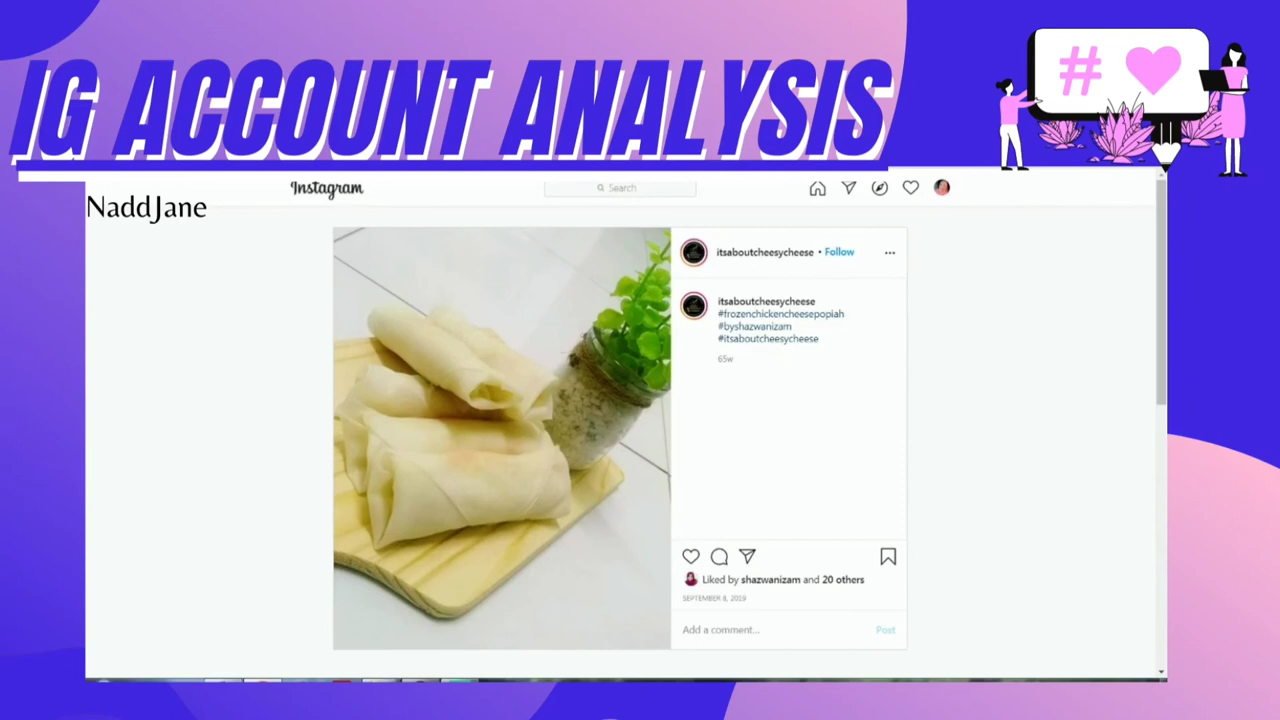 IG ACCOUNT ANALYSIS
#
Instagram
Search
NaddJane
itsaboutcheesycheese • Follow
itsaboutcheesycheese
#frozenchickencheesepopiah
#byshazwanizam
#itsaboutcheesycheese
65w
Liked by shazwanizam and 20 others
SEPTEMBER 8, 2019
Add a comment...
Post